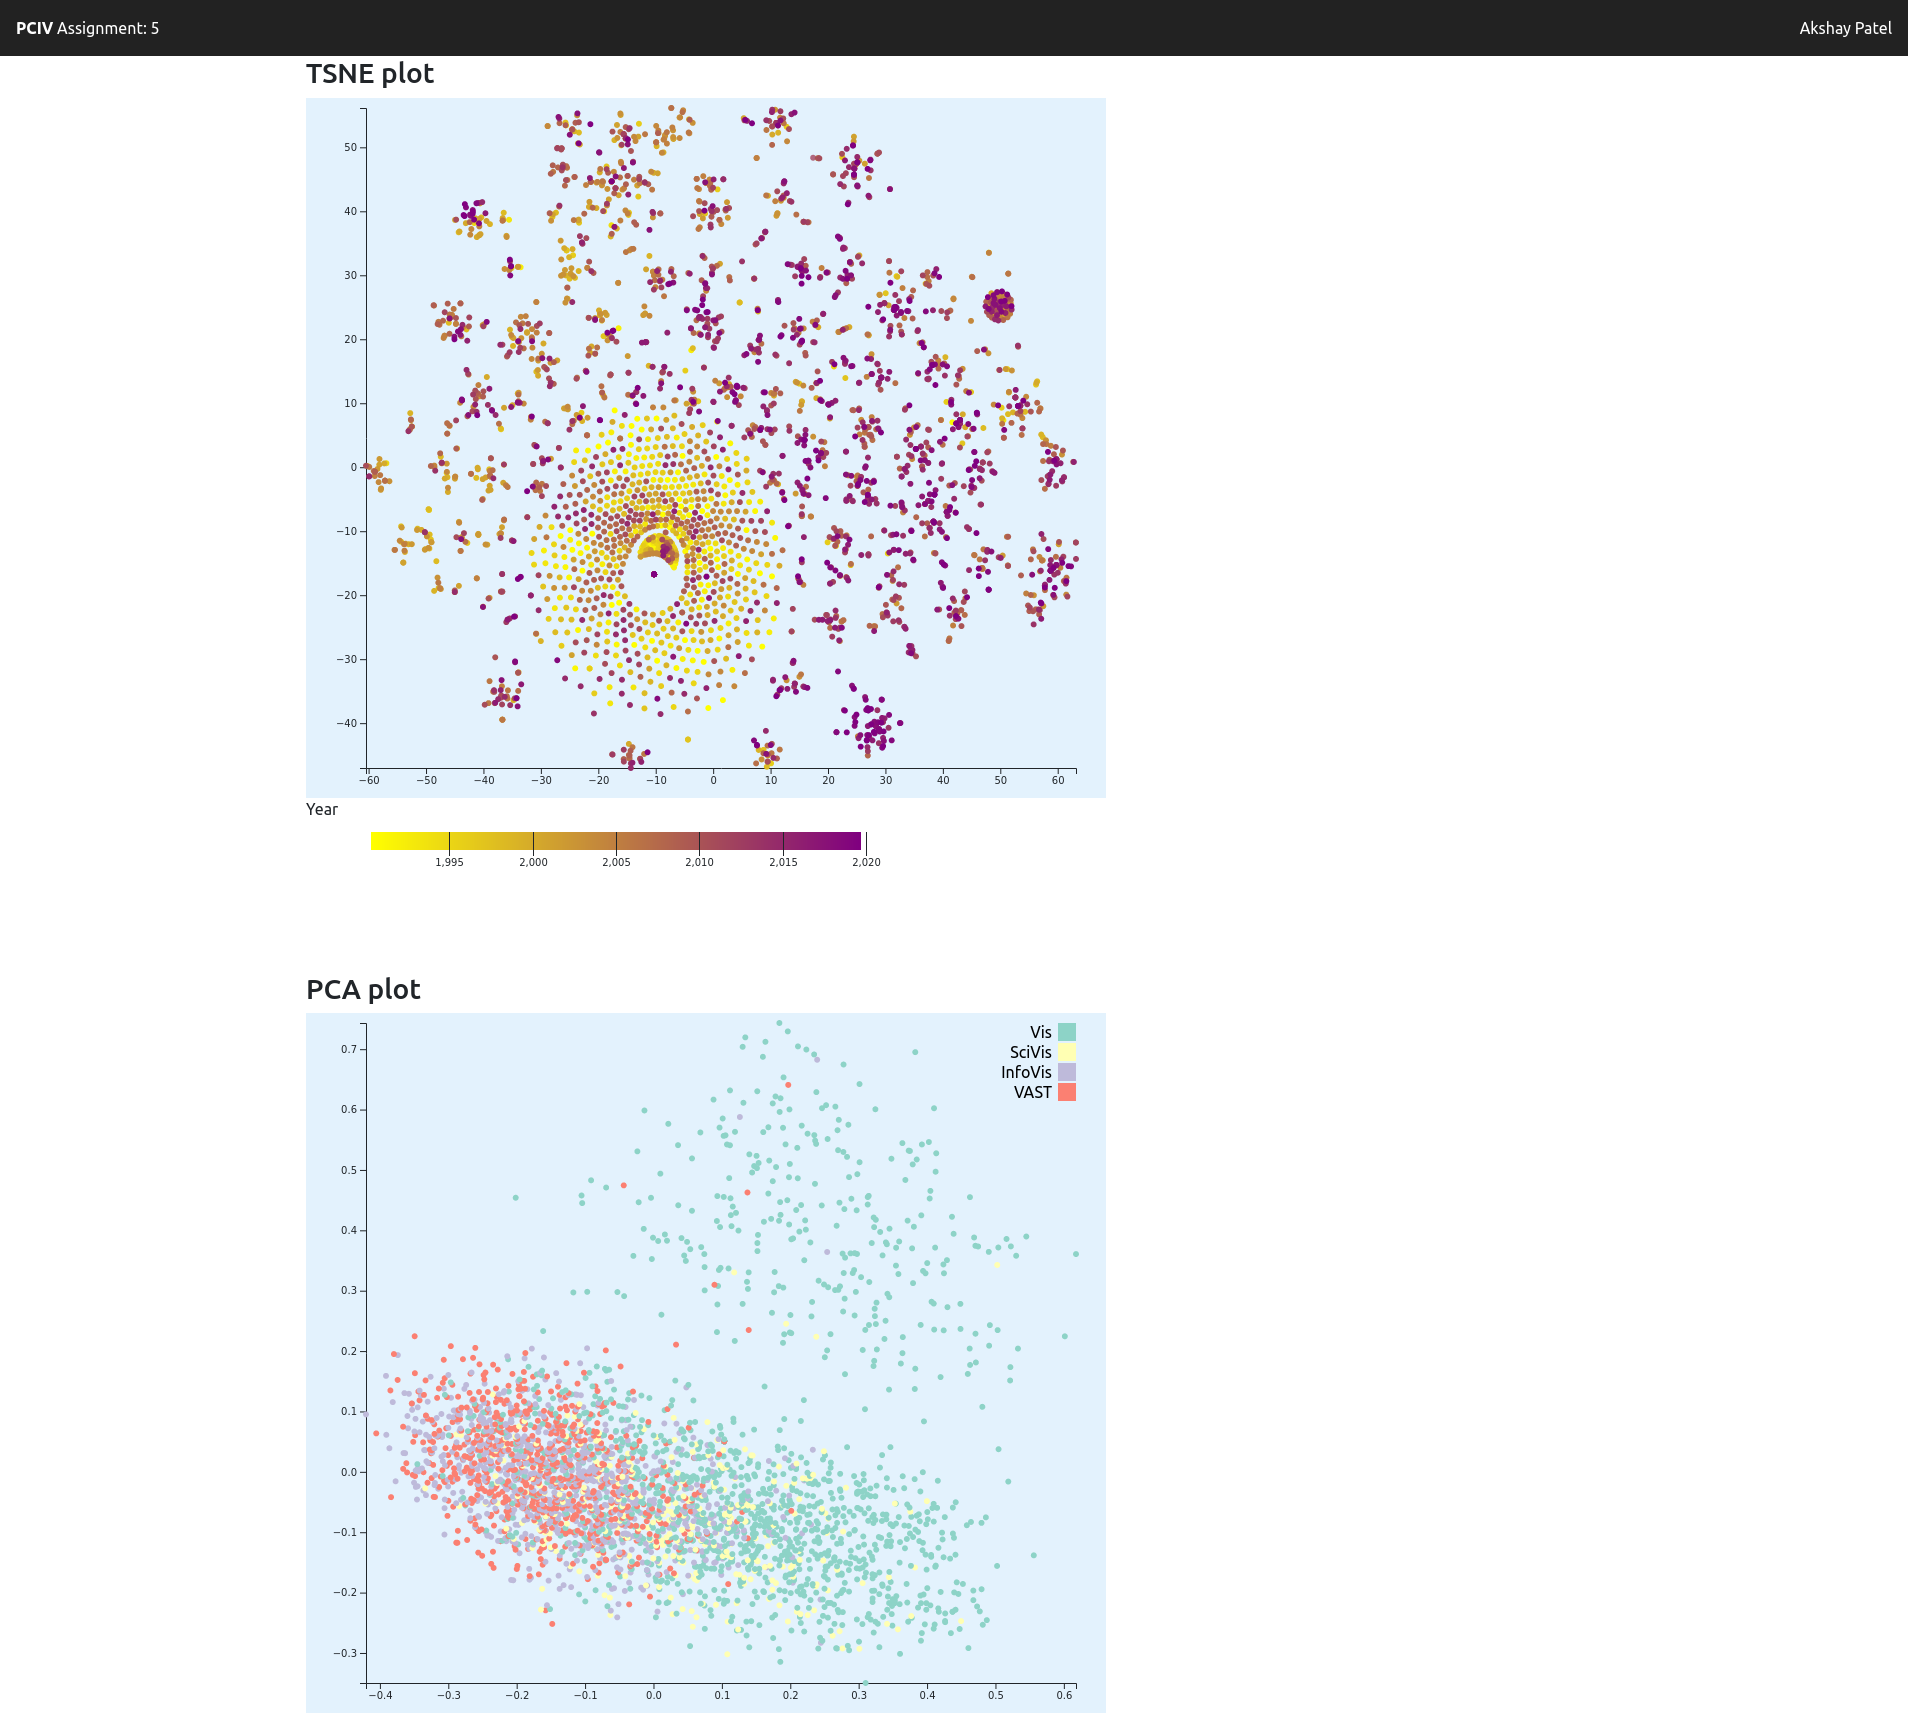 PCIV Assignment: 5
Akshay Patel
TSNE plot
50
40
30
20
10
0
−10
−20
−30
−40
−60 −50 −40 −30 −20 −10 0 10 20 30 40 50 60
Year
1,995 2,000 2,005 2,010 2,015 2,020
PCA plot
Vis
SciVis
InfoVis
VAST
0.7
0.6
0.5
0.4
0.3
0.2
0.1
0.0
−0.1
−0.2
−0.3
−0.4 −0.3 −0.2 −0.1 0.0 0.1 0.2 0.3 0.4 0.5 0.6